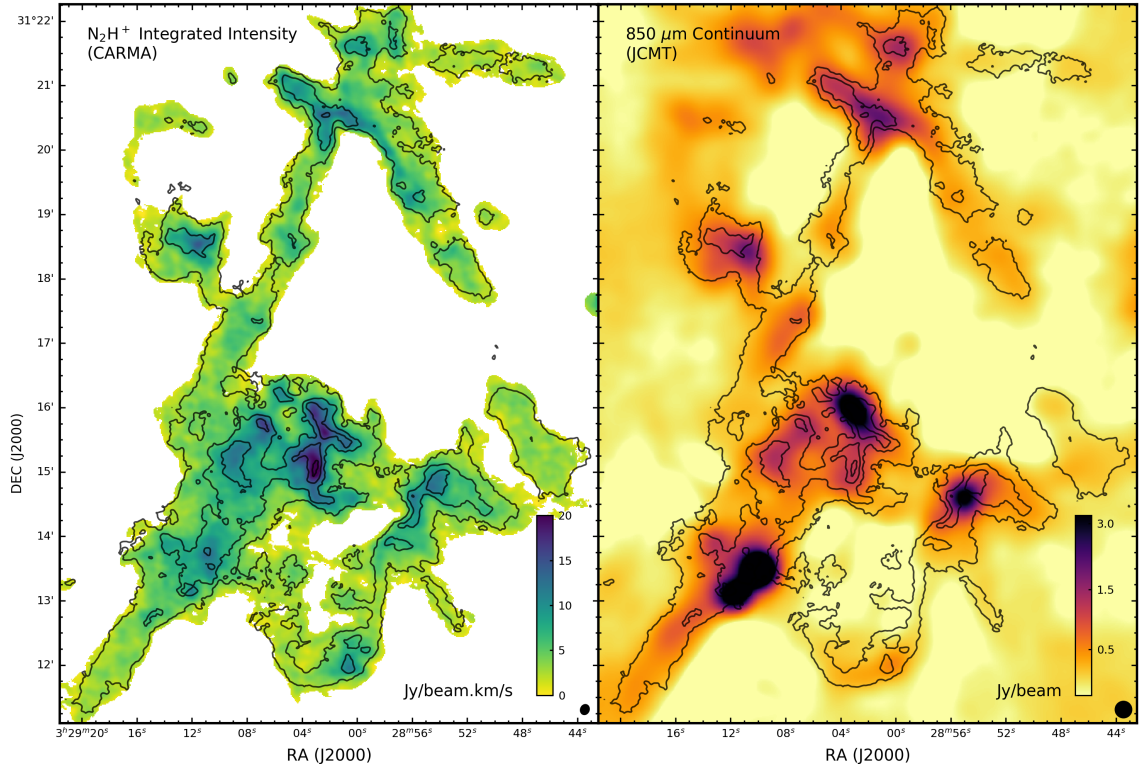 N₂H⁺ Integrated Intensity
(CARMA)
850 μm Continuum
(JCMT)
31°22'
21'
20'
19'
18'
17'
16'
15'
14'
13'
12'
DEC (J2000)
20
15
10
5
0
Jy/beam.km/s
3.0
1.5
0.5
Jy/beam
3ʰ29ᵐ20ˢ 16ˢ 12ˢ 08ˢ 04ˢ 00ˢ 28ᵐ56ˢ 52ˢ 48ˢ 44ˢ
16ˢ 12ˢ 08ˢ 04ˢ 00ˢ 28ᵐ56ˢ 52ˢ 48ˢ 44ˢ
RA (J2000)
RA (J2000)